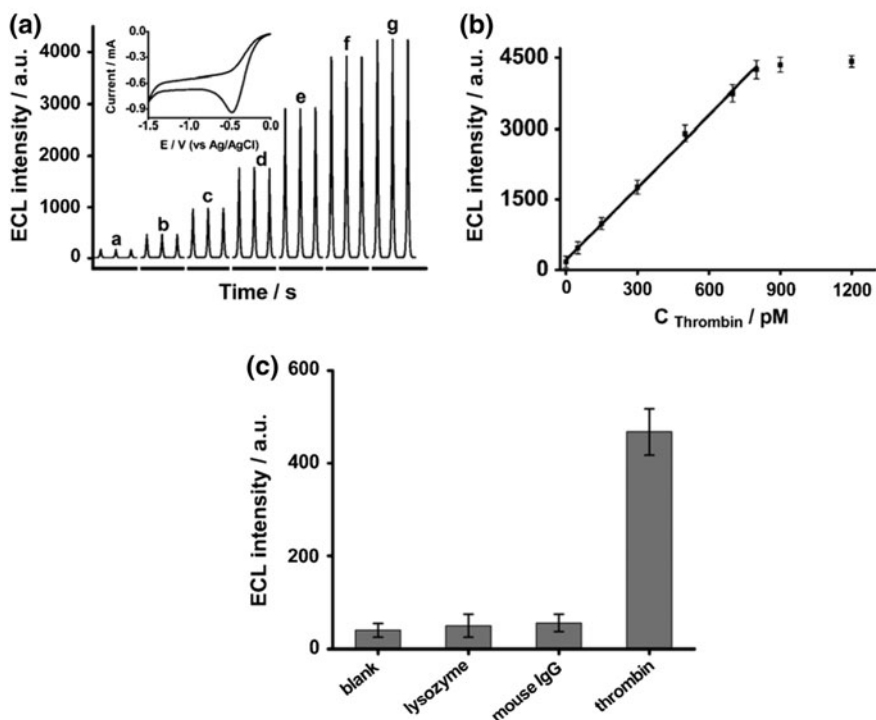 (a)
ECL intensity / a.u.
4000
3000
2000
1000
0
a
b
c
d
e
f
g
Time / s
Current / mA
0.0
-0.3
-0.6
-0.9
-1.5
-1.0
-0.5
0.0
E / V (vs Ag/AgCl)
(b)
ECL intensity / a.u.
4500
3000
1500
0
0
300
600
900
1200
C Thrombin / pM
(c)
ECL intensity / a.u.
600
400
200
0
blank
lysozyme
mouse IgG
thrombin